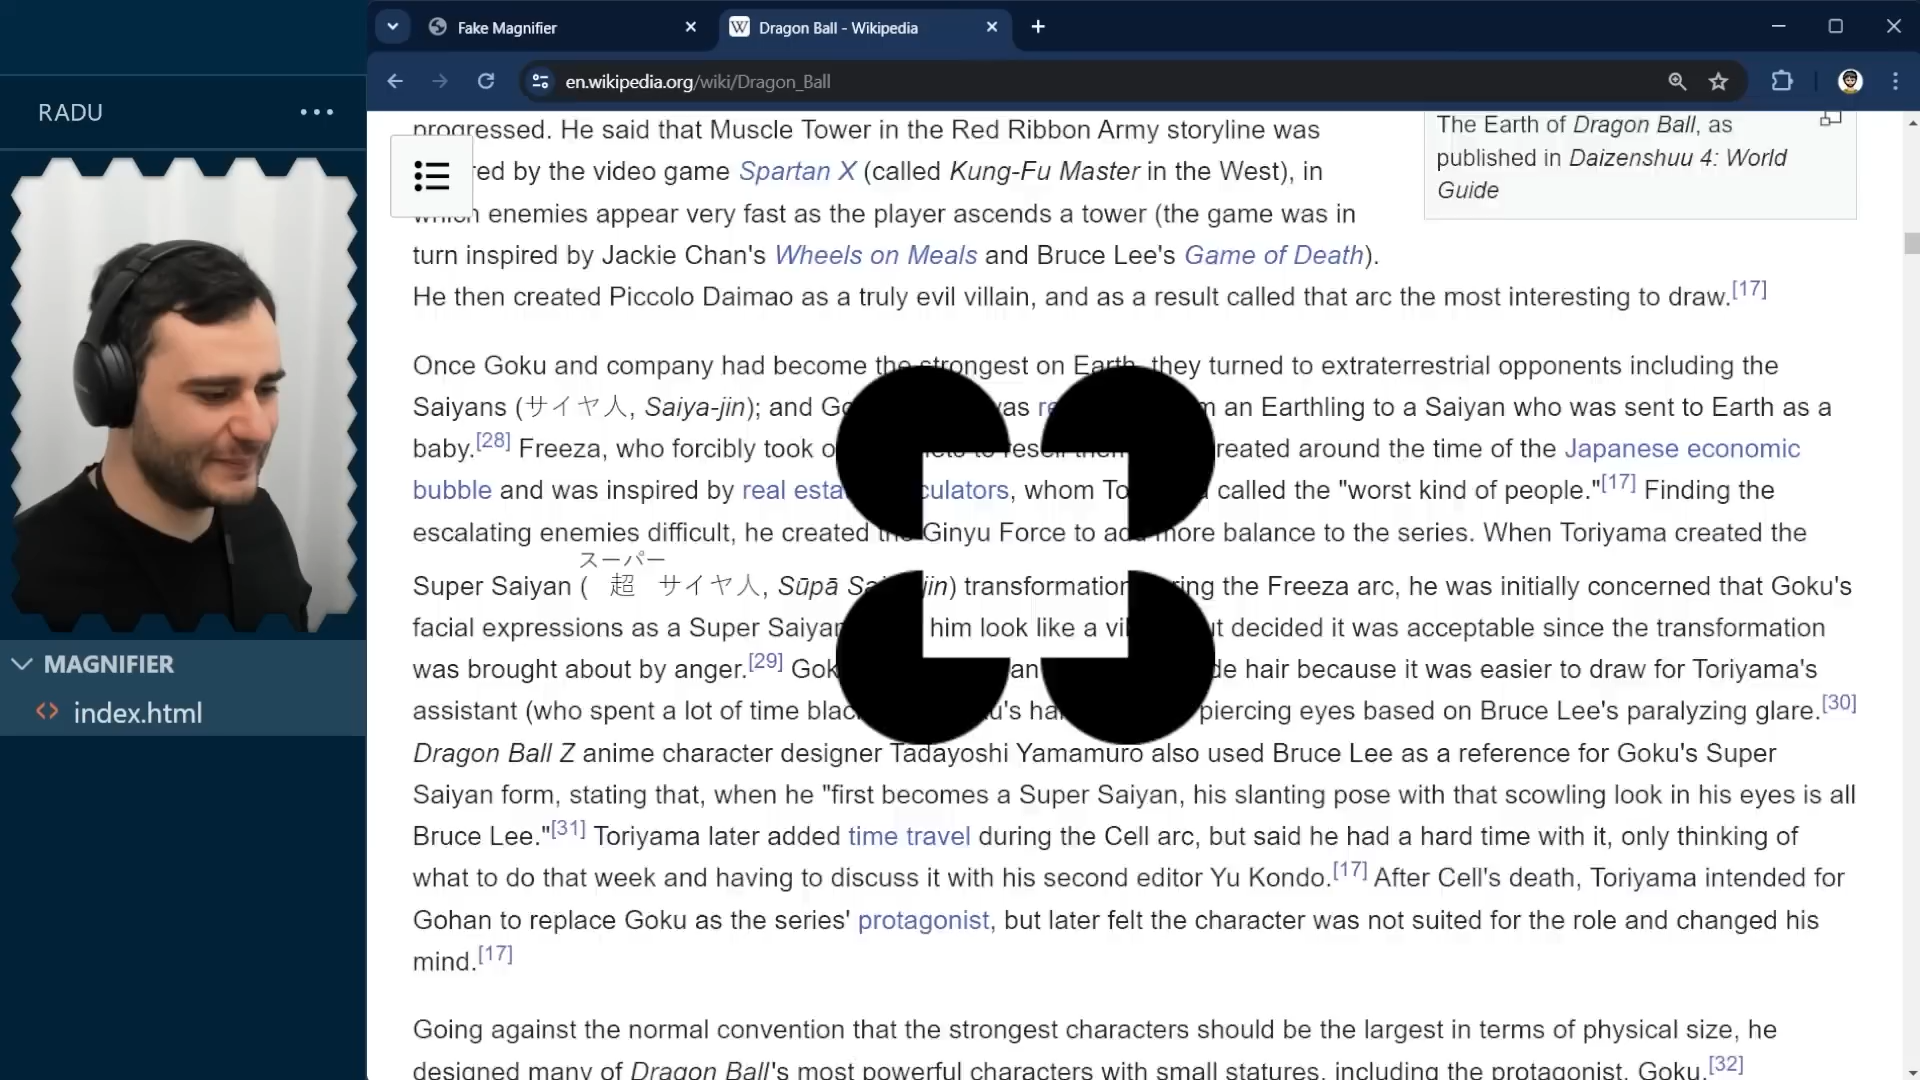 RADU
MAGNIFIER
index.html
Fake Magnifier
Dragon Ball - Wikipedia
en.wikipedia.org/wiki/Dragon_Ball
progressed. He said that Muscle Tower in the Red Ribbon Army storyline was
red by the video game Spartan X (called Kung-Fu Master in the West), in
which enemies appear very fast as the player ascends a tower (the game was in
turn inspired by Jackie Chan's Wheels on Meals and Bruce Lee's Game of Death).
He then created Piccolo Daimao as a truly evil villain, and as a result called that arc the most interesting to draw.[17]
The Earth of Dragon Ball, as
published in Daizenshuu 4: World
Guide
Once Goku and company had become the strongest on Earth, they turned to extraterrestrial opponents including the
Saiyans (サイヤ人, Saiya-jin); and was an Earthling to a Saiyan who was sent to Earth as a
baby.[28] Freeza, who forcibly took to around the time of the Japanese economic
bubble and was inspired by real , whom called the "worst kind of people."[17] Finding the
escalating enemies difficult, he created the Ginyu Force to add more balance to the series. When Toriyama created the
スーパー
Super Saiyan ( 超 サイヤ人, Sūpā jin) transformation the Freeza arc, he was initially concerned that Goku's
facial expressions as a Super him look like a decided it was acceptable since the transformation
was brought about by anger.[29] hair because it was easier to draw for Toriyama's
assistant (who spent a lot of time piercing eyes based on Bruce Lee's paralyzing glare.[30]
Dragon Ball Z anime character designer Tadayoshi Yamamuro also used Bruce Lee as a reference for Goku's Super
Saiyan form, stating that, when he "first becomes a Super Saiyan, his slanting pose with that scowling look in his eyes is all
Bruce Lee."[31] Toriyama later added time travel during the Cell arc, but said he had a hard time with it, only thinking of
what to do that week and having to discuss it with his second editor Yu Kondo.[17] After Cell's death, Toriyama intended for
Gohan to replace Goku as the series' protagonist, but later felt the character was not suited for the role and changed his
mind.[17]
Going against the normal convention that the strongest characters should be the largest in terms of physical size, he
designed many of Dragon Ball's most powerful characters with small statures, including the protagonist, Goku.[32]